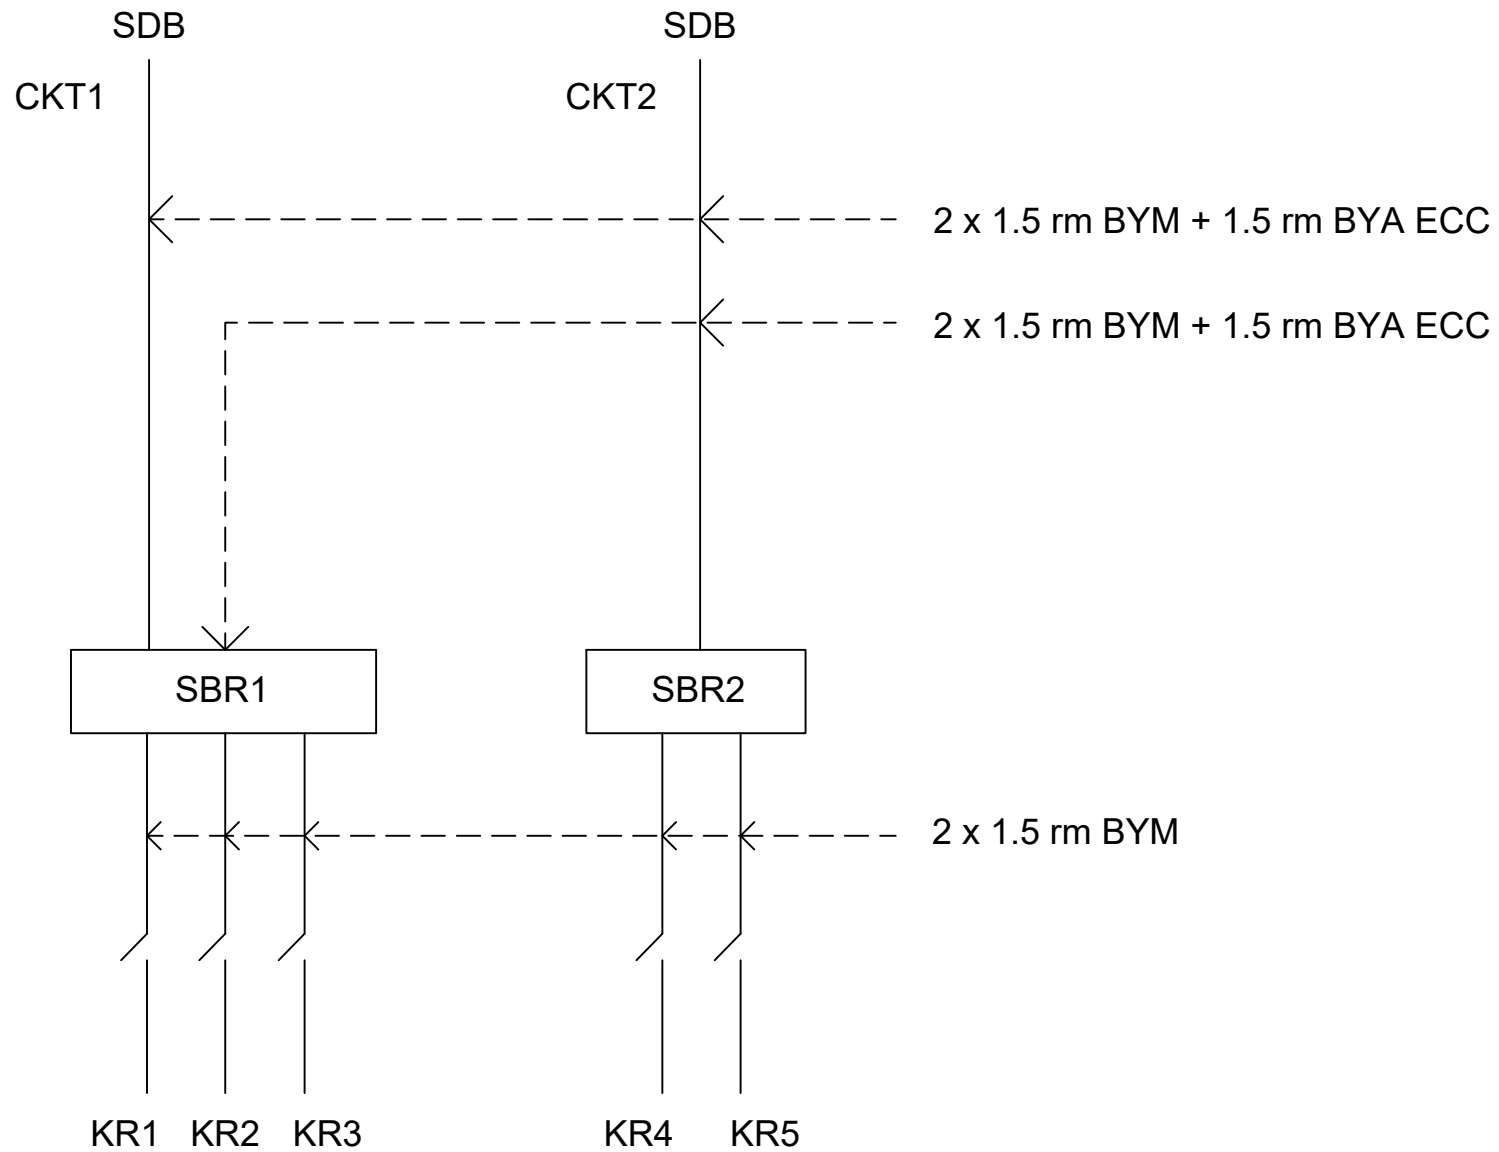 SDB
SDB
CKT1
CKT2
2 x 1.5 rm BYM + 1.5 rm BYA ECC
2 x 1.5 rm BYM + 1.5 rm BYA ECC
SBR1
SBR2
2 x 1.5 rm BYM
KR1
KR2
KR3
KR4
KR5